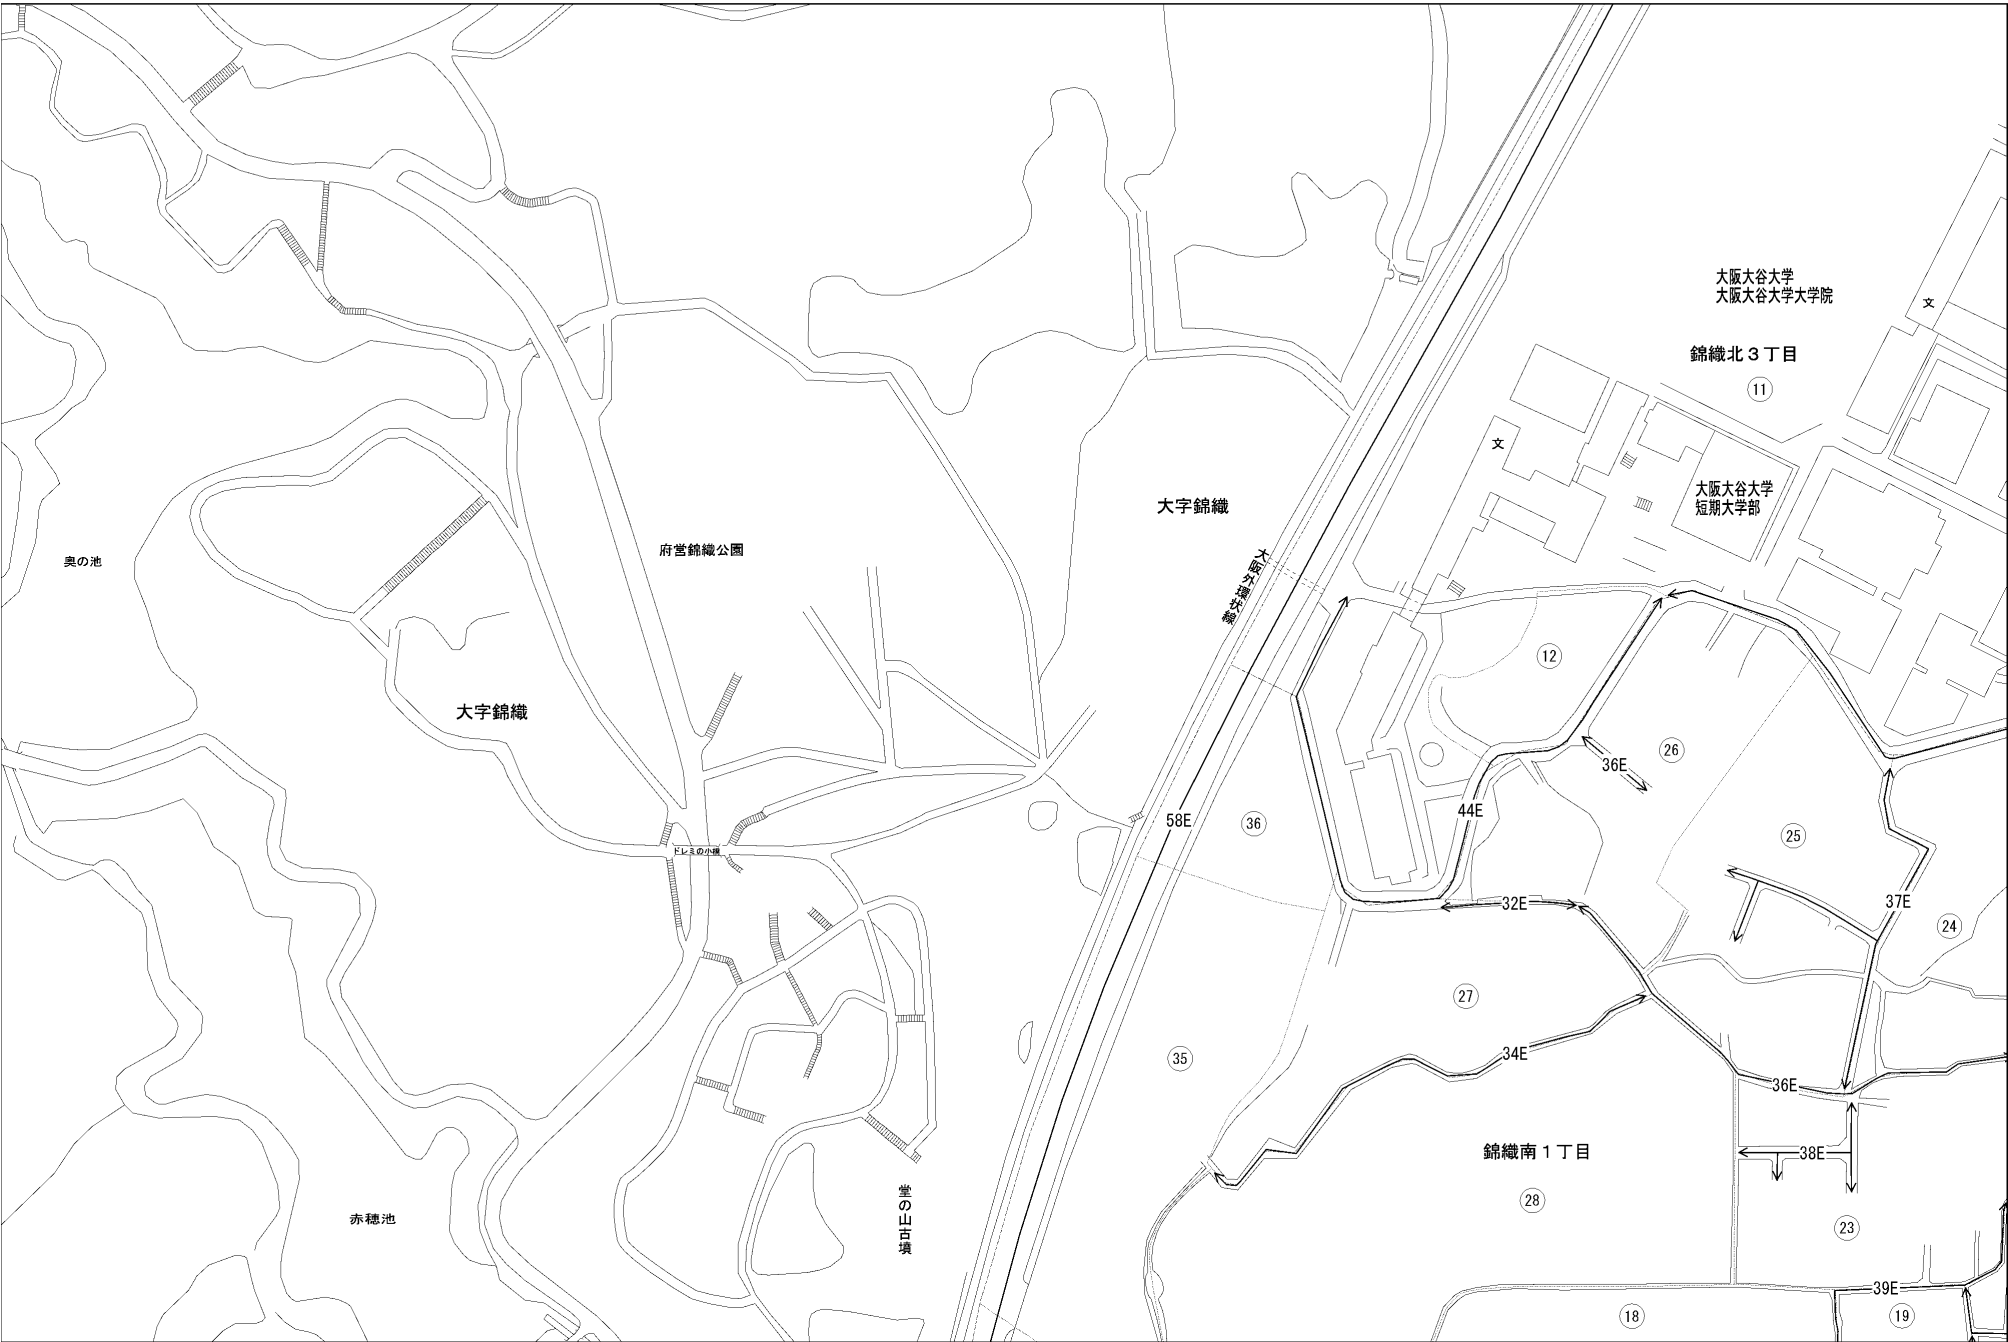 大阪大谷大学
大阪大谷大学大学院
文
錦織北３丁目
11
文
大阪大谷大学
短期大学部
大字錦織
府営錦織公園
奥の池
大阪外環状線
12
大字錦織
26
36E
44E
58E
36
25
ドレミの小橋
32E
37E
24
27
34E
35
36E
錦織南１丁目
38E
28
23
堂の山古墳
赤穂池
39E
18
19